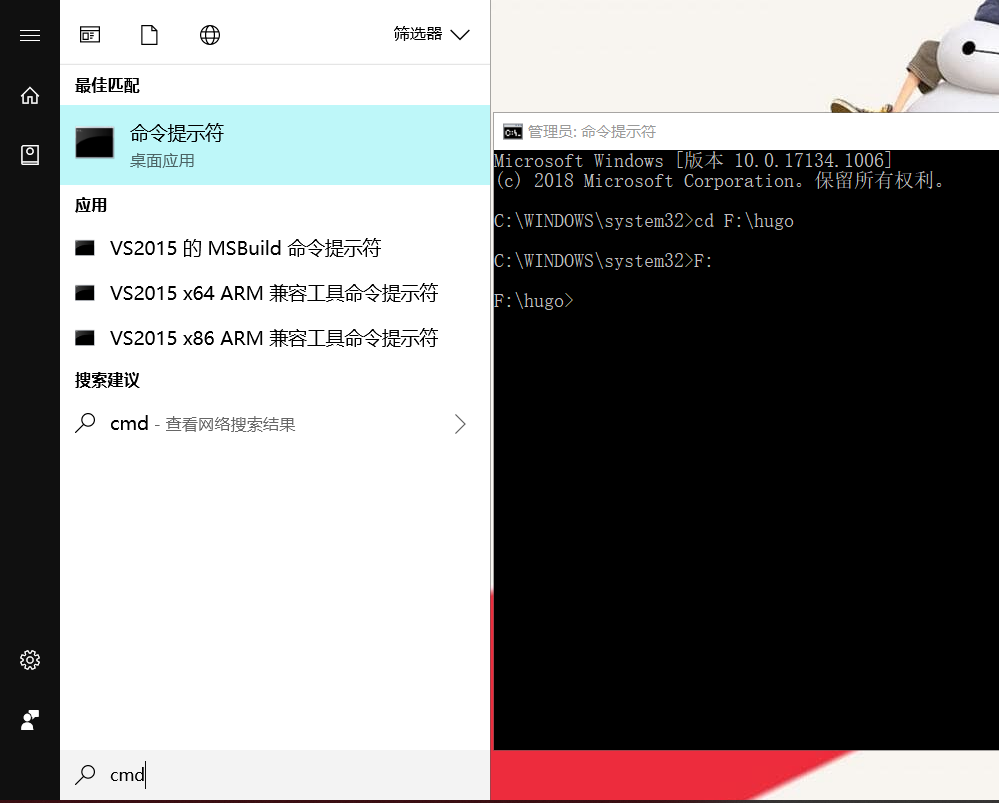 筛选器
最佳匹配
命令提示符
桌面应用
应用
VS2015 的 MSBuild 命令提示符
VS2015 x64 ARM 兼容工具命令提示符
VS2015 x86 ARM 兼容工具命令提示符
搜索建议
cmd - 查看网络搜索结果
cmd
管理员: 命令提示符
Microsoft Windows [版本 10.0.17134.1006]
(c) 2018 Microsoft Corporation。保留所有权利。
C:\WINDOWS\system32>cd F:\hugo
C:\WINDOWS\system32>F:
F:\hugo>